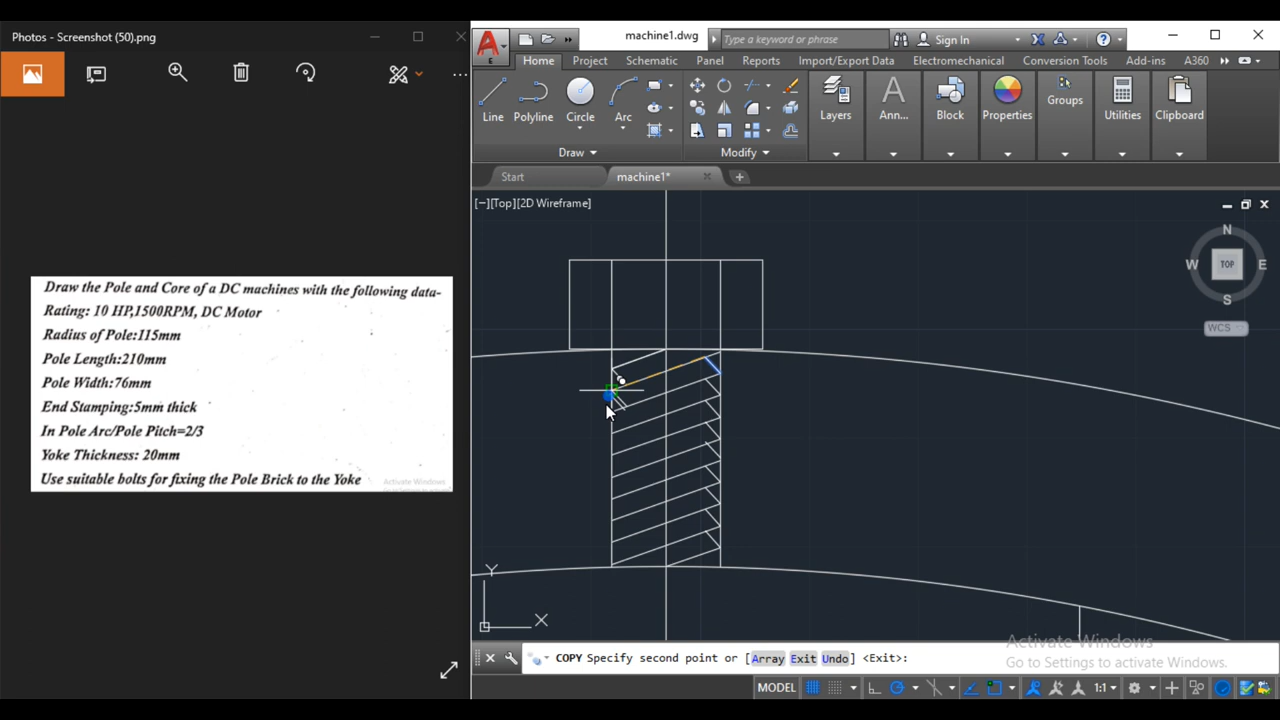 Photos - Screenshot (50).png
machine1.dwg
Type a keyword or phrase
Sign In
E
Home
Project
Schematic
Panel
Reports
Import/Export Data
Electromechanical
Conversion Tools
Add-ins
A360
Line
Polyline
Circle
Arc
Layers
Ann...
Block
Properties
Groups
Utilities
Clipboard
Draw
Modify
Start
machine1*
[−][Top][2D Wireframe]
N
W
TOP
E
S
WCS
Draw the Pole and Core of a DC machines with the following data-
Rating: 10 HP,1500RPM, DC Motor
Radius of Pole:115mm
Pole Length:210mm
Pole Width:76mm
End Stamping:5mm thick
In Pole Arc/Pole Pitch=2/3
Yoke Thickness: 20mm
Use suitable bolts for fixing the Pole Brick to the Yoke
Activate Windows
Y
X
Activate Windows
Go to Settings to activate Windows.
COPY Specify second point or [Array Exit Undo] <Exit>:
MODEL
1:1